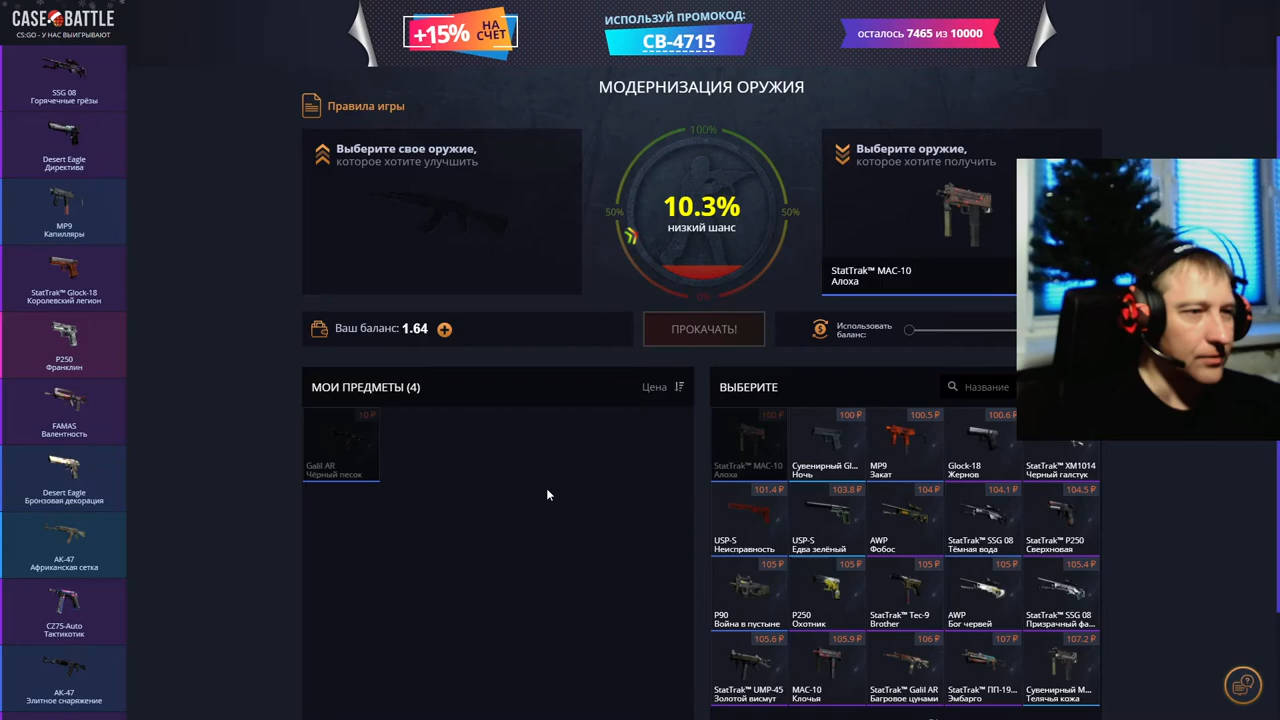 CASE BATTLE
CS:GO - У НАС ВЫИГРЫВАЮТ
+15% НА СЧЕТ
ИСПОЛЬЗУЙ ПРОМОКОД:
CB-4715
осталось 7465 из 10000
SSG 08
Горячечные грёзы
Desert Eagle
Директива
MP9
Капилляры
StatTrak™ Glock-18
Королевский легион
P250
Франклин
FAMAS
Валентность
Desert Eagle
Бронзовая декорация
AK-47
Африканская сетка
CZ75-Auto
Тактикотик
AK-47
Элитное снаряжение
МОДЕРНИЗАЦИЯ ОРУЖИЯ
Правила игры
Выберите свое оружие,
которое хотите улучшить
100%
50%
50%
0%
10.3%
низкий шанс
Выберите оружие,
которое хотите получить
StatTrak™ MAC-10
Алоха
Ваш баланс: 1.64
ПРОКАЧАТЬ!
Использовать
баланс:
МОИ ПРЕДМЕТЫ (4)
Цена
10 ₽
Galil AR
Чёрный песок
ВЫБЕРИТЕ
Название
100 ₽
StatTrak™ MAC-10
Алоха
100 ₽
Сувенирный Gl...
Ночь
100.5 ₽
MP9
Закат
100.6 ₽
Glock-18
Жернов
StatTrak™ XM1014
Черный галстук
101.4 ₽
USP-S
Неисправность
103.8 ₽
USP-S
Едва зелёный
104 ₽
AWP
Фобос
104.1 ₽
StatTrak™ SSG 08
Тёмная вода
104.5 ₽
StatTrak™ P250
Сверхновая
105 ₽
P90
Война в пустыне
105 ₽
P250
Охотник
105 ₽
StatTrak™ Tec-9
Brother
105 ₽
AWP
Бог червей
105.4 ₽
StatTrak™ SSG 08
Призрачный фа...
105.6 ₽
StatTrak™ UMP-45
Золотой висмут
105.9 ₽
MAC-10
Клочья
106 ₽
StatTrak™ Galil AR
Багровое цунами
107 ₽
StatTrak™ ПП-19...
Эмбарго
107.2 ₽
Сувенирный M...
Телячья кожа